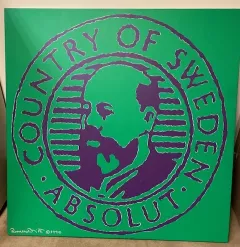 COUNTRY OF SWEDEN
· ABSOLUT ·